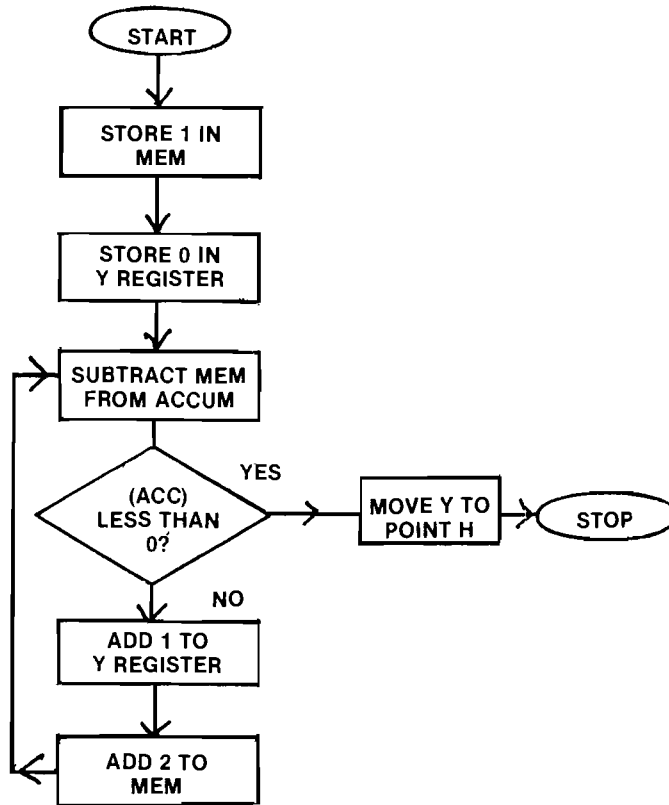 START
STORE 1 IN
MEM
STORE 0 IN
Y REGISTER
SUBTRACT MEM
FROM ACCUM
YES
(ACC)
LESS THAN
0?
MOVE Y TO
POINT H
STOP
NO
ADD 1 TO
Y REGISTER
ADD 2 TO
MEM